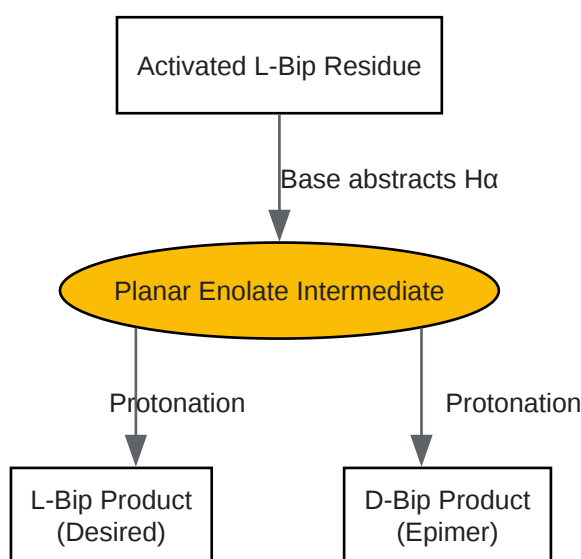 Activated L-Bip Residue
Base abstracts Hα
Planar Enolate Intermediate
Protonation
Protonation
L-Bip Product
(Desired)
D-Bip Product
(Epimer)